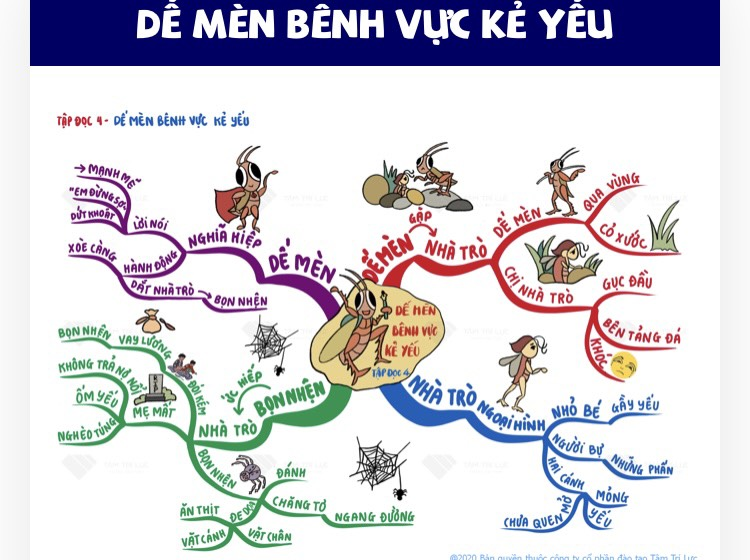 DẾ MÈN BÊNH VỰC KẺ YẾU
TẬP ĐỌC 4 - DẾ MÈN BÊNH VỰC KẺ YẾU
DẾ MÈN
BÊNH VỰC
KẺ YẾU
TẬP ĐỌC 4
DẾ MÈN
GẶP
NHÀ TRÒ
DẾ MÈN
QUA VÙNG
CỎ XƯỚC
CHỊ NHÀ TRÒ
GỤC ĐẦU
BÊN TẢNG ĐÁ
KHÓC
NHÀ TRÒ
NGOẠI HÌNH
NHỎ BÉ
GẦY YẾU
NGƯỜI BỰ
NHỮNG PHẤN
HAI CÁNH
MỎNG
YẾU
CHƯA QUEN MỞ
BỌN NHỆN
ỨC HIẾP
NHÀ TRÒ
ĐÓI KÉM
VAY LƯƠNG
BỌN NHỆN
MẸ MẤT
KHÔNG TRẢ NỢ NỔI
ỐM YẾU
NGHÈO TÚNG
BỌN NHỆN
ĐÁNH
CHĂNG TƠ
NGANG ĐƯỜNG
ĐE DOẠ
ĂN THỊT
VẶT CÁNH
VẶT CHÂN
DẾ MÈN
NGHĨA HIỆP
LỜI NÓI
→ MẠNH MẼ
"EM ĐỪNG SỢ"
DỨT KHOÁT
HÀNH ĐỘNG
XOÈ CÀNG
DẮT NHÀ TRÒ → BỌN NHỆN
TÂM TRÍ LỰC
@2020 Bản quyền thuộc công ty cổ phần đào tạo Tâm Trí Lực